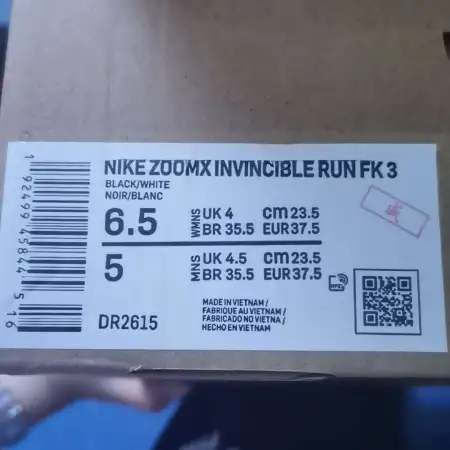 NIKE ZOOMX INVINCIBLE RUN FK 3
BLACK/WHITE
NOIR/BLANC
6.5 WMNS UK 4 CM 23.5
BR 35.5 EUR 37.5
5 MNS UK 4.5 CM 23.5
BR 35.5 EUR 37.5
MADE IN VIETNAM /
FABRIQUE AU VIETNAM /
FABRICADO NO VIETNA /
HECHO EN VIETNAM
DR2615
1 92499 45844 5 16